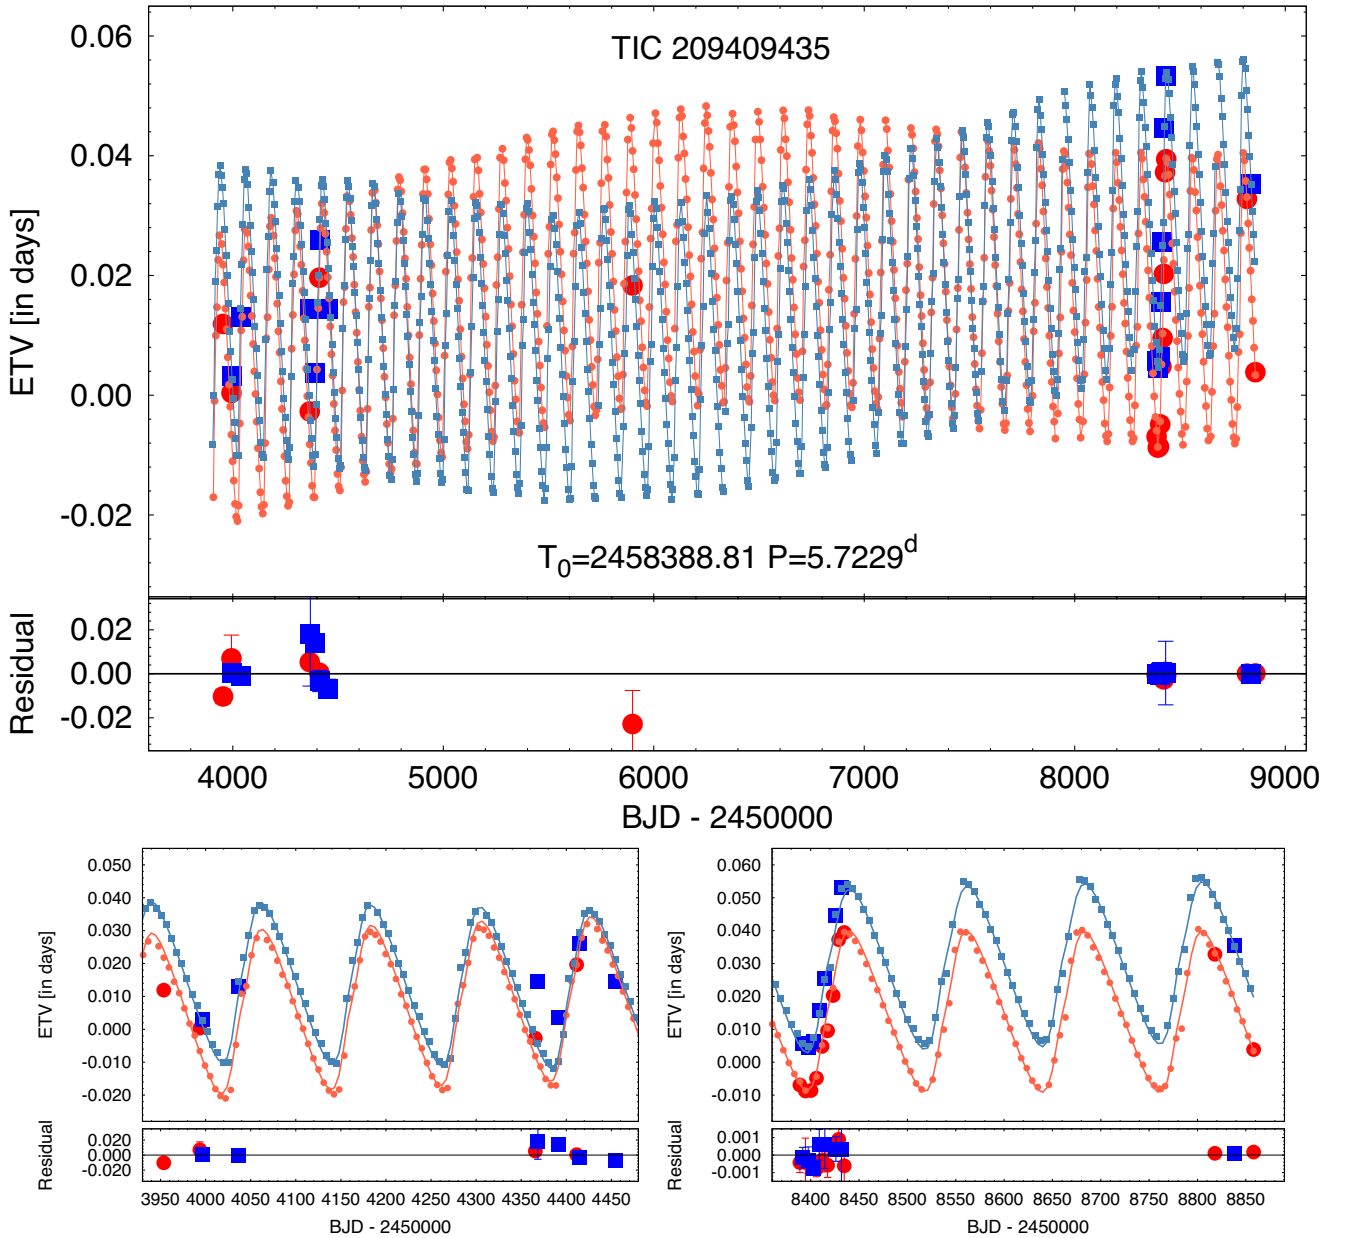 TIC 209409435
ETV [in days]
0.06
0.04
0.02
0.00
-0.02
T0=2458388.81 P=5.7229d
Residual
0.02
0.00
-0.02
4000 5000 6000 7000 8000 9000
BJD - 2450000
ETV [in days]
0.050
0.040
0.030
0.020
0.010
0.000
-0.010
-0.020
Residual
0.020
0.000
-0.020
3950 4000 4050 4100 4150 4200 4250 4300 4350 4400 4450
BJD - 2450000
ETV [in days]
0.060
0.050
0.040
0.030
0.020
0.010
0.000
-0.010
Residual
0.001
0.000
-0.001
8400 8450 8500 8550 8600 8650 8700 8750 8800 8850
BJD - 2450000